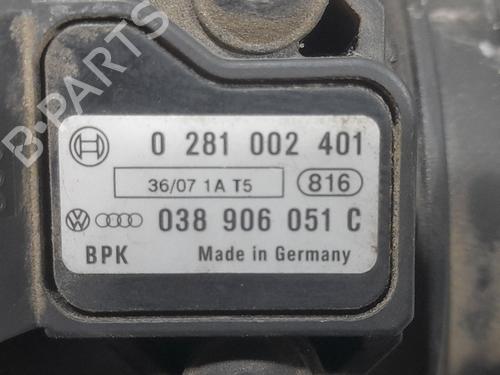 0 281 002 401
36/07 1A T5 816
038 906 051 C
BPK Made in Germany
B-PARTS